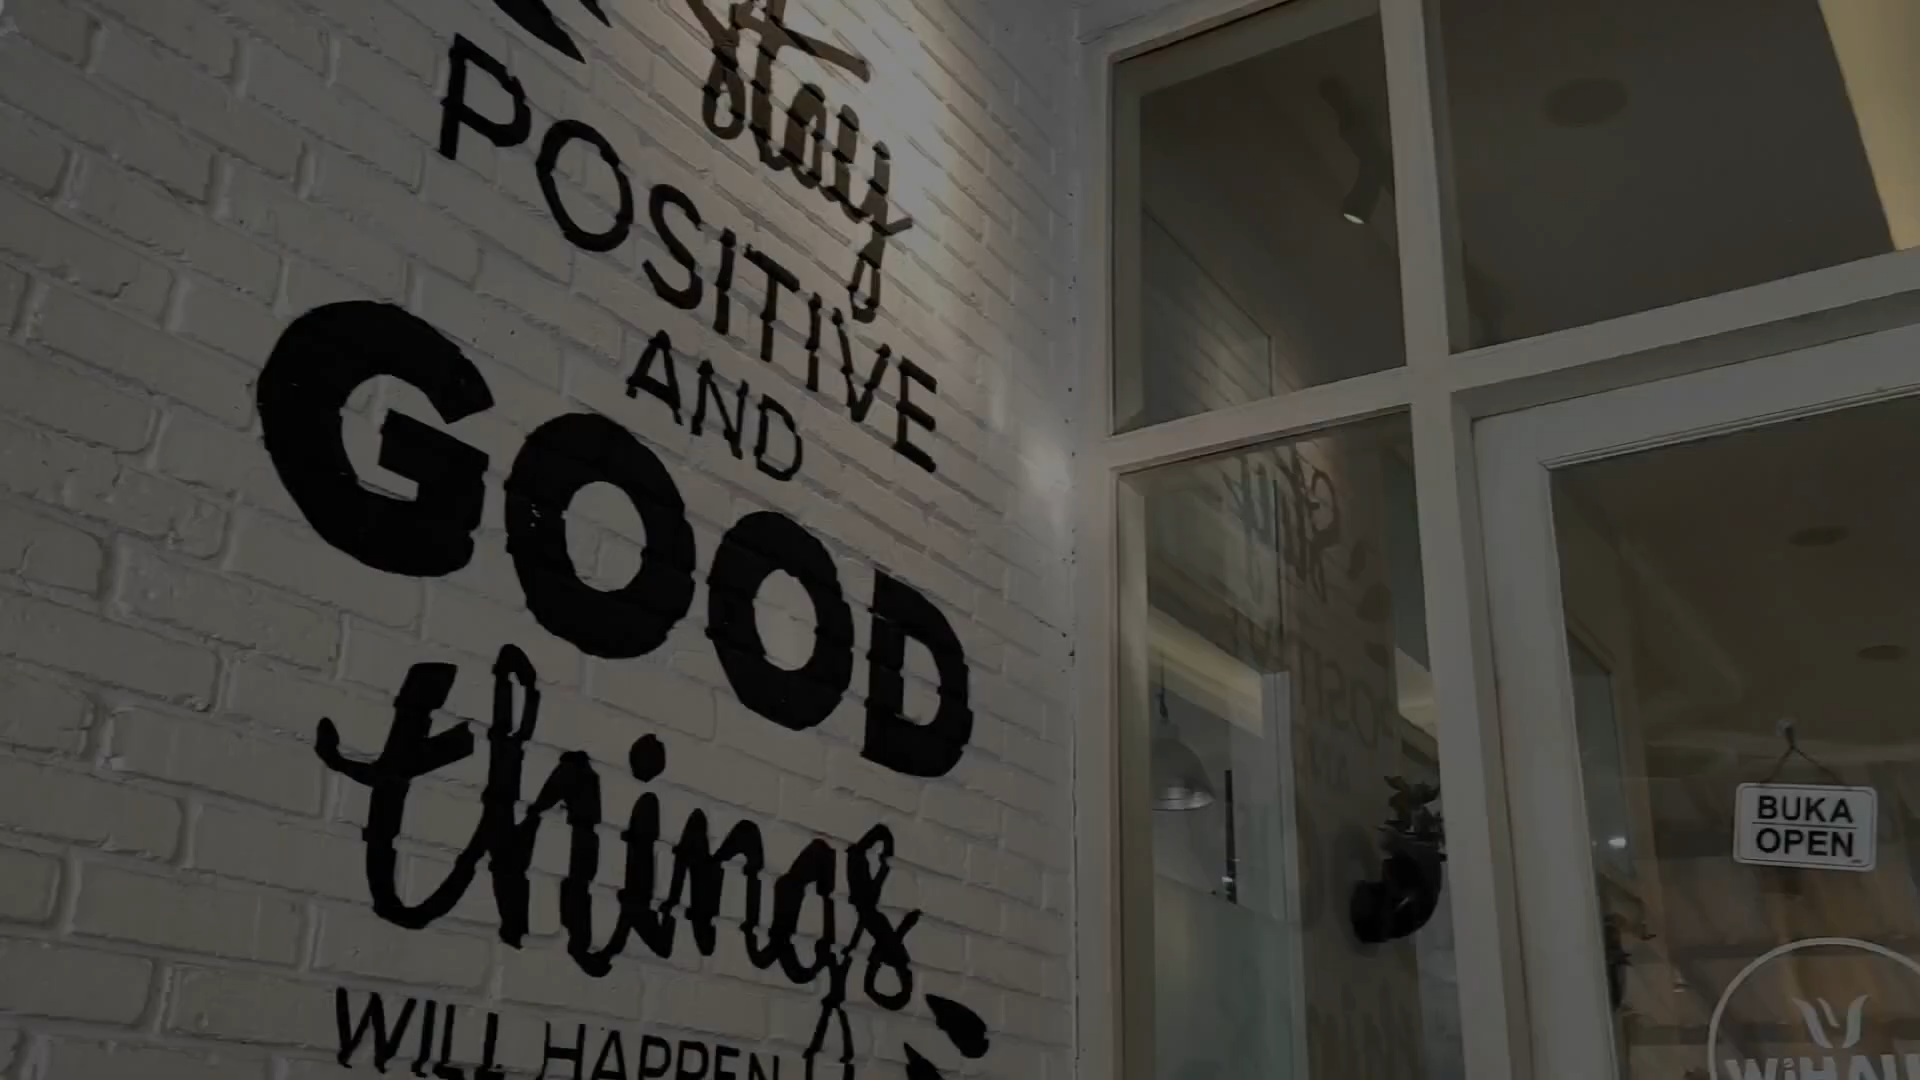 stay
POSITIVE
AND
GOOD
things
WILL HAPPEN
BUKA
OPEN